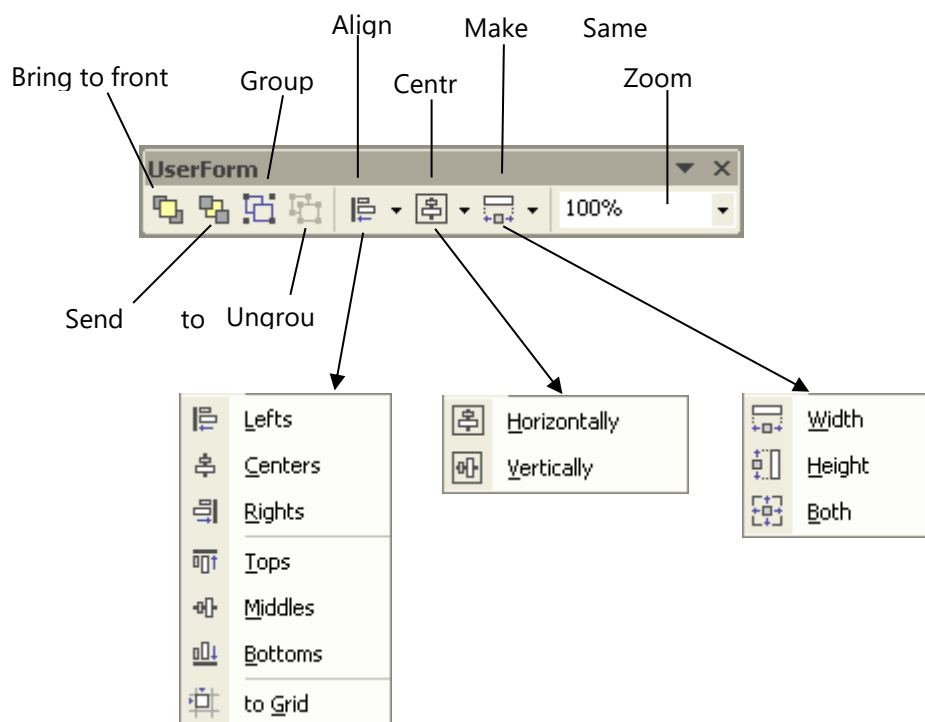 Align Make Same
Bring to front Group Centr Zoom
UserForm
100%
Send to Ungrou
Lefts
Centers
Rights
Tops
Middles
Bottoms
to Grid
Horizontally
Vertically
Width
Height
Both